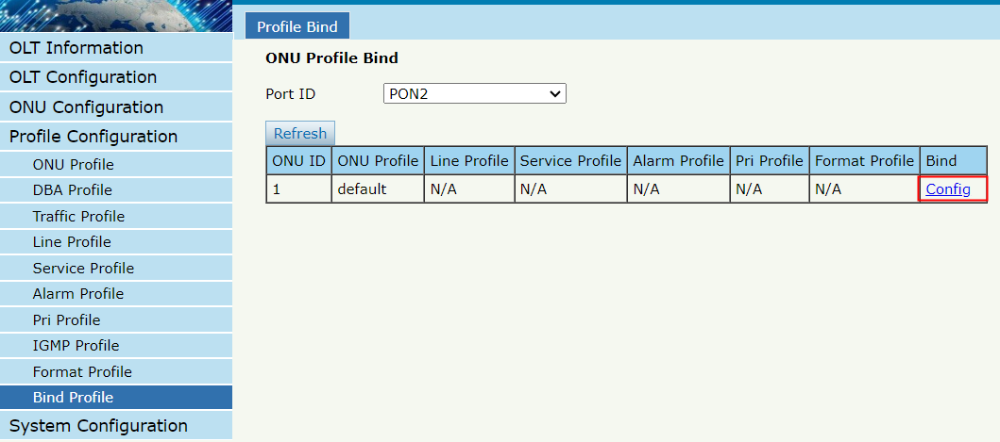 OLT Information
OLT Configuration
ONU Configuration
Profile Configuration
ONU Profile
DBA Profile
Traffic Profile
Line Profile
Service Profile
Alarm Profile
Pri Profile
IGMP Profile
Format Profile
Bind Profile
System Configuration
Profile Bind
ONU Profile Bind
Port ID PON2
Refresh
ONU ID ONU Profile Line Profile Service Profile Alarm Profile Pri Profile Format Profile Bind
1 default N/A N/A N/A N/A N/A Config